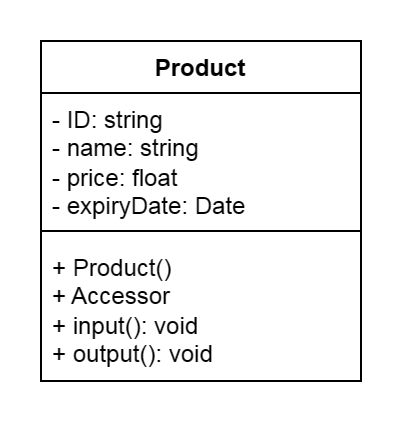 Product
- ID: string
- name: string
- price: float
- expiryDate: Date
+ Product()
+ Accessor
+ input(): void
+ output(): void